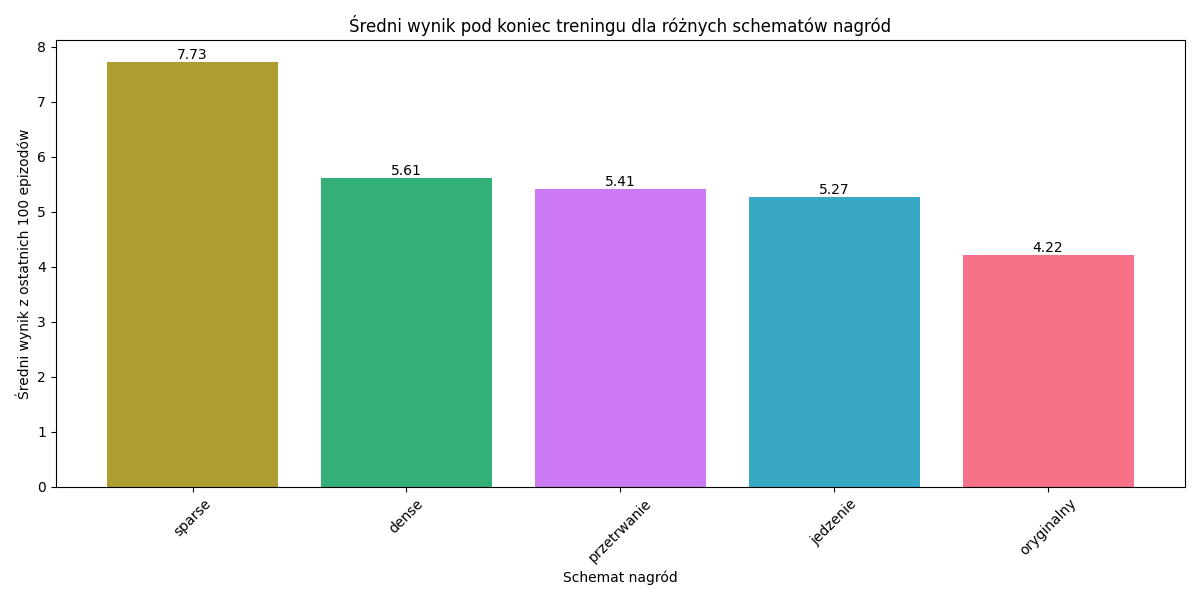 Średni wynik pod koniec treningu dla różnych schematów nagród
Średni wynik z ostatnich 100 epizodów
8
7
6
5
4
3
2
1
0
7.73
5.61
5.41
5.27
4.22
sparse
dense
przetrwanie
jedzenie
oryginalny
Schemat nagród